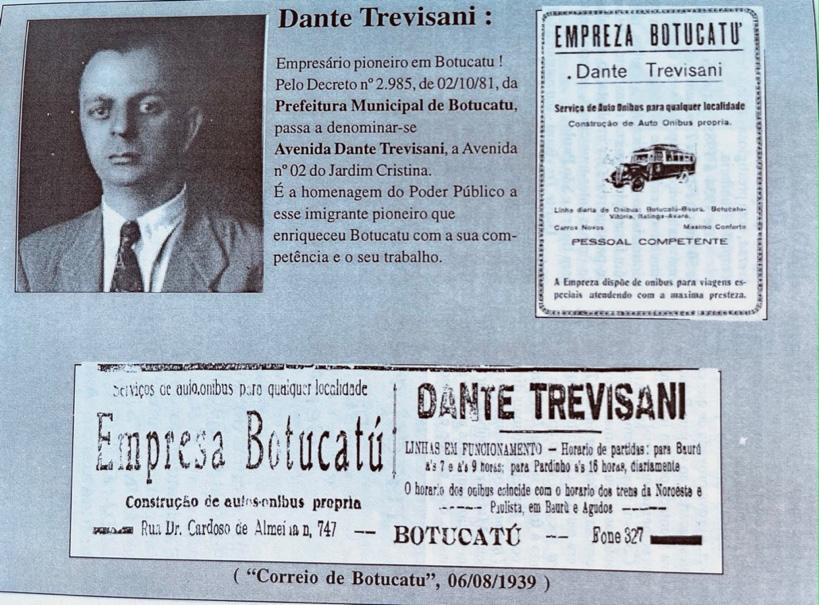 Dante Trevisani :
Empresário pioneiro em Botucatu !
Pelo Decreto nº 2.985, de 02/10/81, da
Prefeitura Municipal de Botucatu,
passa a denominar-se
Avenida Dante Trevisani, a Avenida
nº 02 do Jardim Cristina.
É a homenagem do Poder Público a
esse imigrante pioneiro que
enriqueceu Botucatu com a sua com-
petência e o seu trabalho.
EMPREZA BOTUCATU'
. Dante Trevisani
Serviço de Auto Onibus para qualquer localidade
Construção de Auto Onibus propria.
Linha diaria de Onibus: Botucatú-Baurú, Botucatu-
Vitória, Itatinga-Avaré.
Carros Novos Maximo Conforto
PESSOAL COMPETENTE
A Empreza dispõe de onibus para viagens es-
peciais atendendo com a maxima presteza.
Serviços de auto.onibus para qualquer localidade
Empresa Botucatú
Construção de autos-onibus propria
DANTE TREVISANI
LINHAS EM FUNCIONAMENTO — Horario de partidas: para Baurú
a's 7 e a's 9 horas; para Pardinho a's 16 horas, diariamente
O horario dos onibus coincide com o horario dos trens da Noroéste e
Paulista, em Baurú e Agudos
Rua Dr. Cardoso de Almeida, 747 — BOTUCATÚ — Fone 327
( “Correio de Botucatu”, 06/08/1939 )